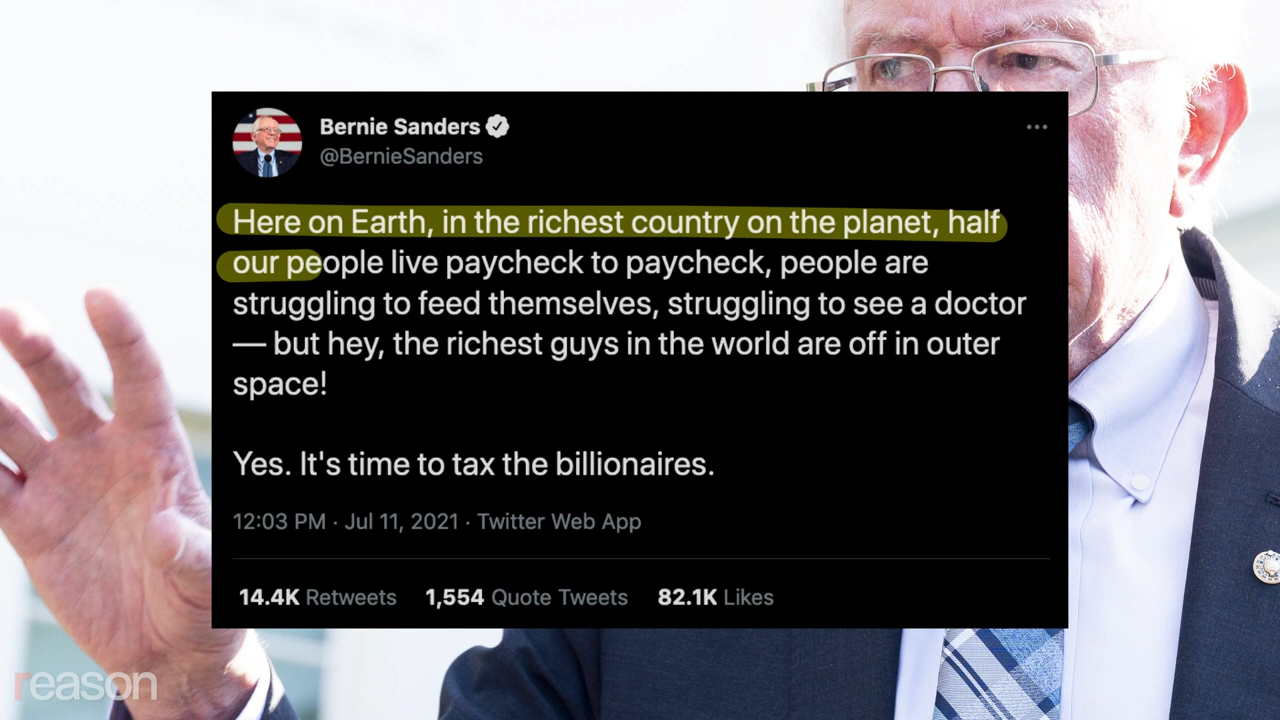 Bernie Sanders
@BernieSanders
Here on Earth, in the richest country on the planet, half
our people live paycheck to paycheck, people are
struggling to feed themselves, struggling to see a doctor
— but hey, the richest guys in the world are off in outer
space!
Yes. It's time to tax the billionaires.
12:03 PM · Jul 11, 2021 · Twitter Web App
14.4K Retweets 1,554 Quote Tweets 82.1K Likes
reason